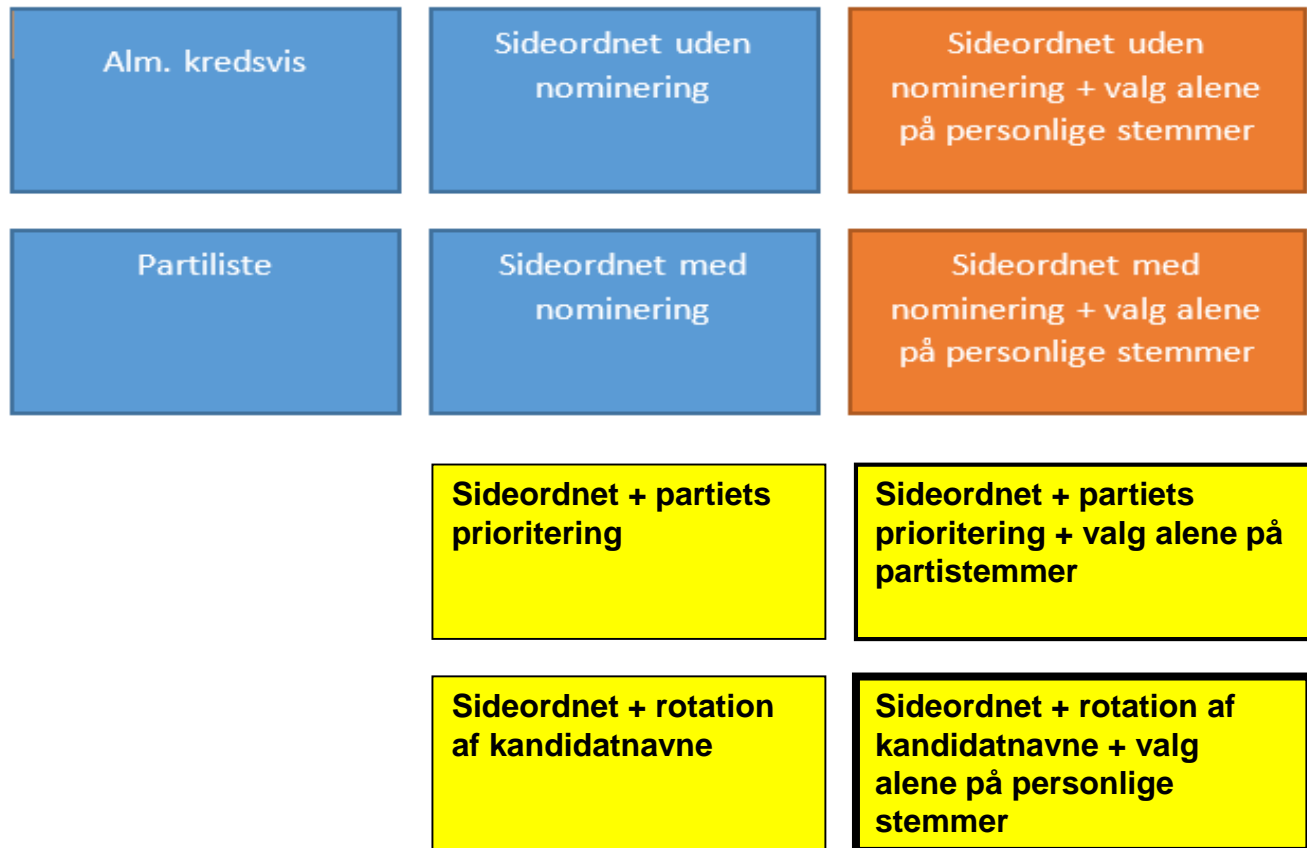 Alm. kredsvis
Sideordnet uden
nominering
Sideordnet uden
nominering + valg alene
på personlige stemmer
Partiliste
Sideordnet med
nominering
Sideordnet med
nominering + valg alene
på personlige stemmer
Sideordnet + partiets
prioritering
Sideordnet + partiets
prioritering + valg alene på
partistemmer
Sideordnet + rotation
af kandidatnavne
Sideordnet + rotation af
kandidatnavne + valg
alene på personlige
stemmer